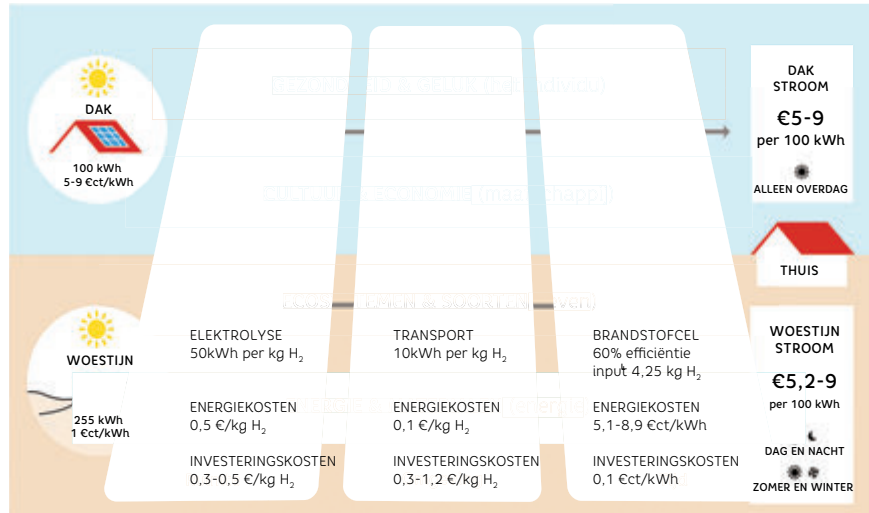 DAK
100 kWh
5-9 €ct/kWh
DAK
STROOM
€5-9
per 100 kWh
ALLEEN OVERDAG
THUIS
WOESTIJN
255 kWh
1 €ct/kWh
ELEKTROLYSE
50kWh per kg H₂
ENERGIEKOSTEN
0,5 €/kg H₂
INVESTERINGSKOSTEN
0,3-0,5 €/kg H₂
TRANSPORT
10kWh per kg H₂
ENERGIEKOSTEN
0,1 €/kg H₂
INVESTERINGSKOSTEN
0,3-1,2 €/kg H₂
BRANDSTOFCEL
60% efficiëntie
input 4,25 kg H₂
ENERGIEKOSTEN
5,1-8,9 €ct/kWh
INVESTERINGSKOSTEN
0,1 €ct/kWh
WOESTIJN
STROOM
€5,2-9
per 100 kWh
DAG EN NACHT
ZOMER EN WINTER